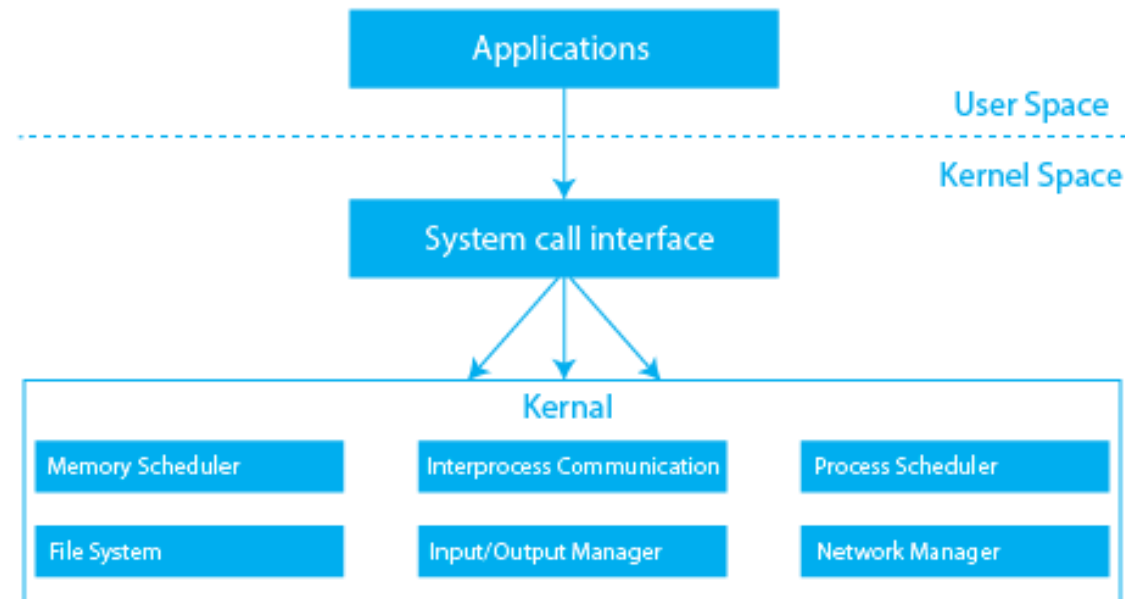 Applications
User Space
Kernel Space
System call interface
Kernal
Memory Scheduler
Interprocess Communication
Process Scheduler
File System
Input/Output Manager
Network Manager